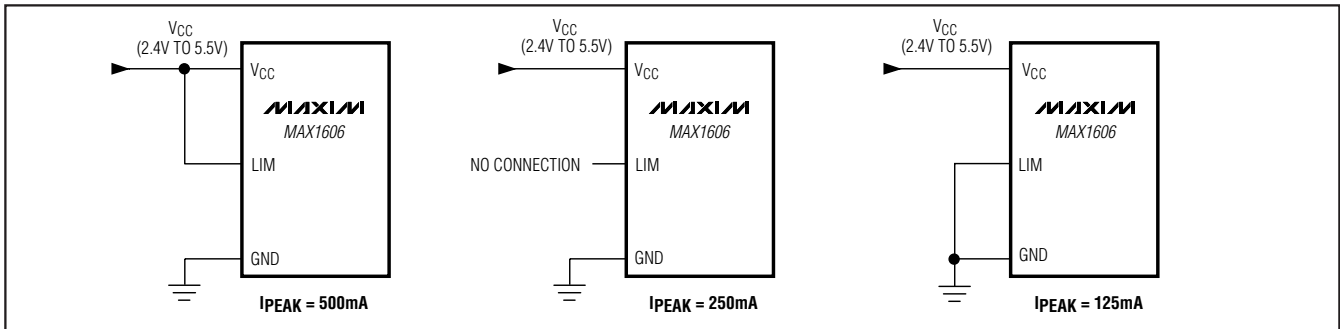 VCC
(2.4V TO 5.5V)
VCC
MAXIM
MAX1606
LIM
GND
IPEAK = 500mA
VCC
(2.4V TO 5.5V)
VCC
MAXIM
MAX1606
NO CONNECTION
LIM
GND
IPEAK = 250mA
VCC
(2.4V TO 5.5V)
VCC
MAXIM
MAX1606
LIM
GND
IPEAK = 125mA